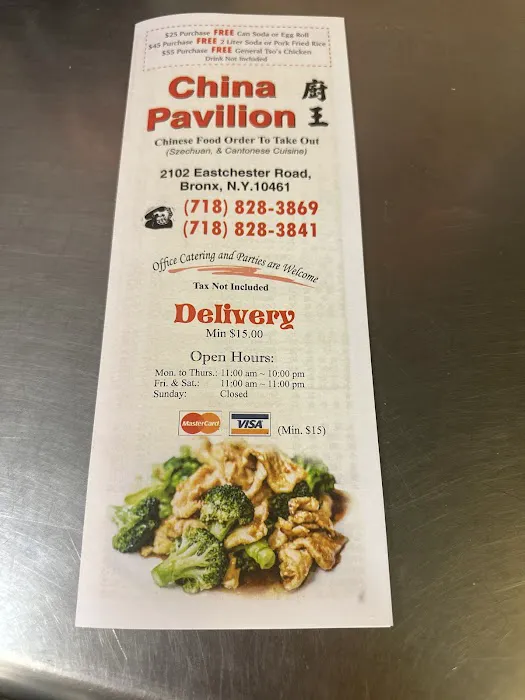 $25 Purchase FREE Can Soda or Egg Roll
$45 Purchase FREE 2 Liter Soda or Pork Fried Rice
$55 Purchase FREE General Tso's Chicken
Drink Not Included
China 廚
Pavilion 王
Chinese Food Order To Take Out
(Szechuan, & Cantonese Cuisine)
2102 Eastchester Road,
Bronx, N.Y.10461
(718) 828-3869
(718) 828-3841
Office Catering and Parties are Welcome
Tax Not Included
Delivery
Min $15.00
Open Hours:
Mon. to Thurs.: 11:00 am ~ 10:00 pm
Fri. & Sat.: 11:00 am ~ 11:00 pm
Sunday: Closed
MasterCard VISA (Min. $15)